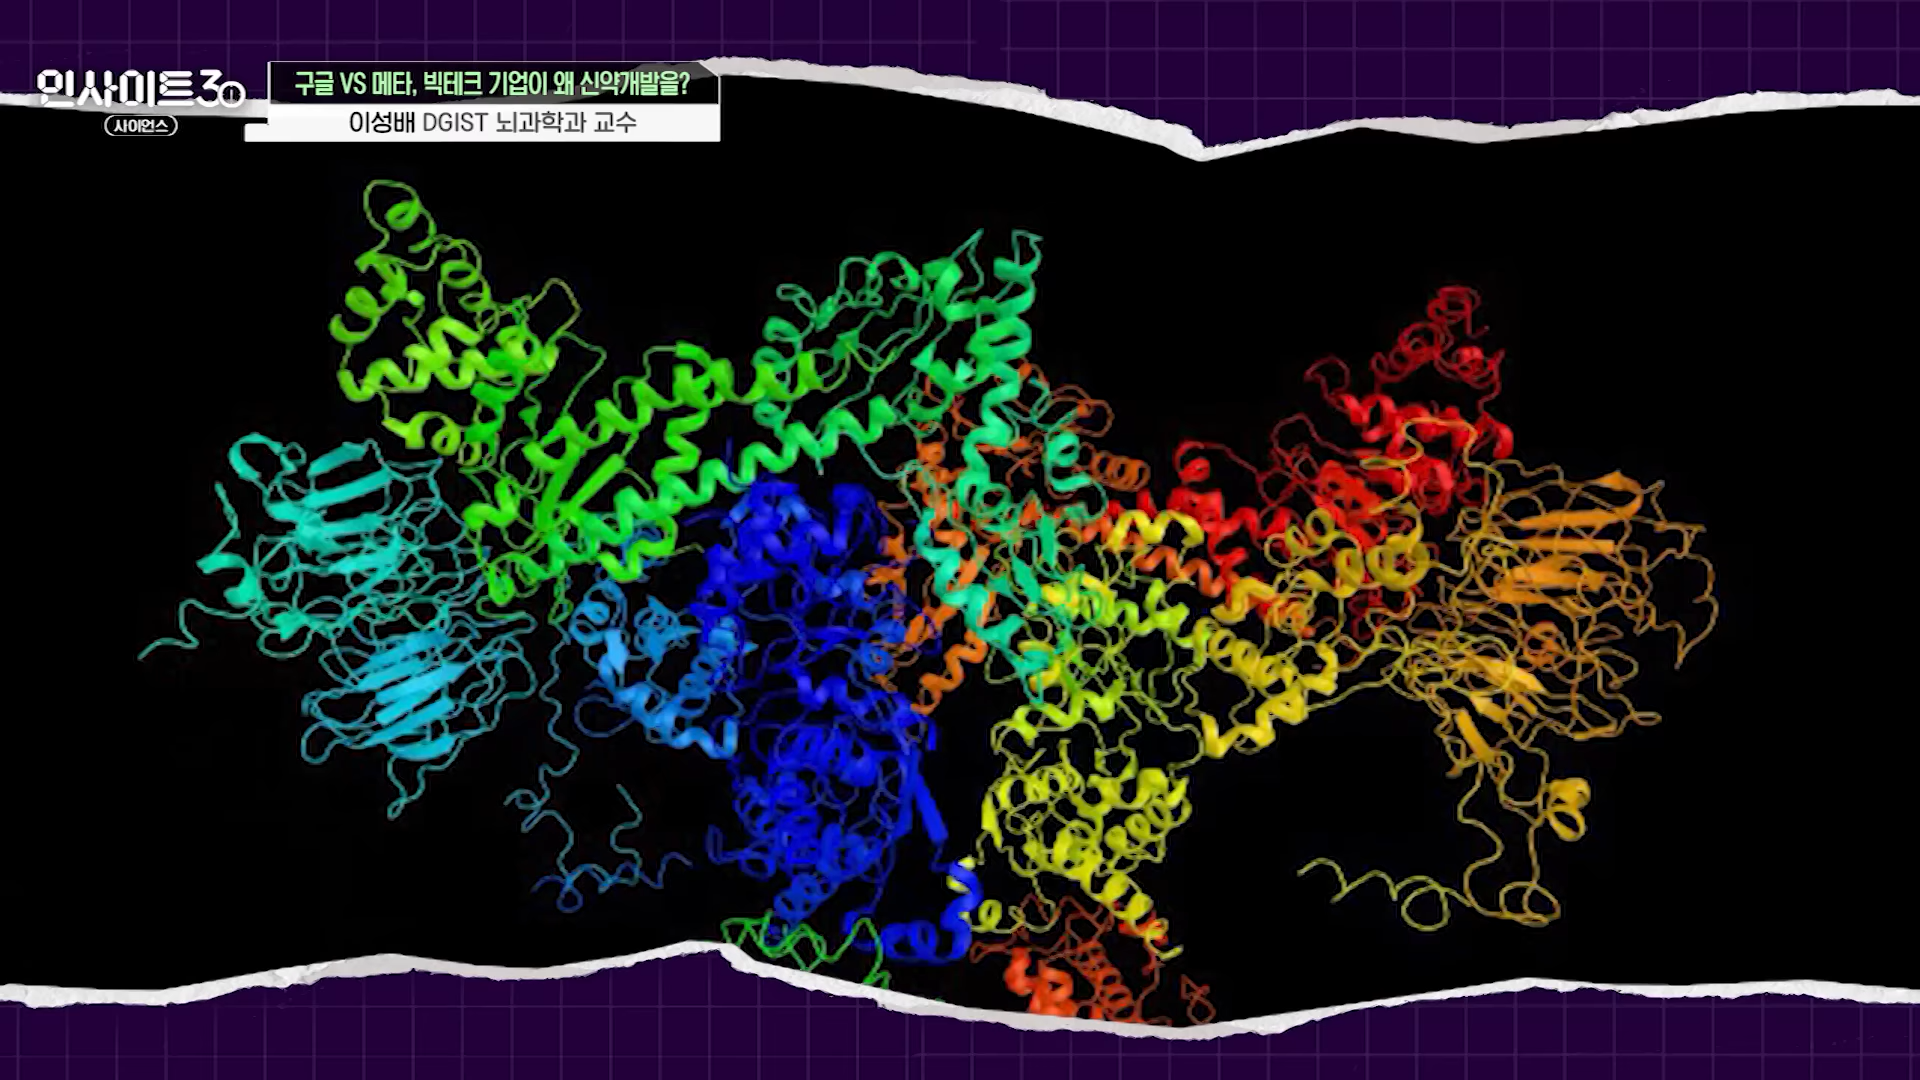 인사이트30
사이언스
구글 VS 메타, 빅테크 기업이 왜 신약개발을?
이성배 DGIST 뇌과학과 교수